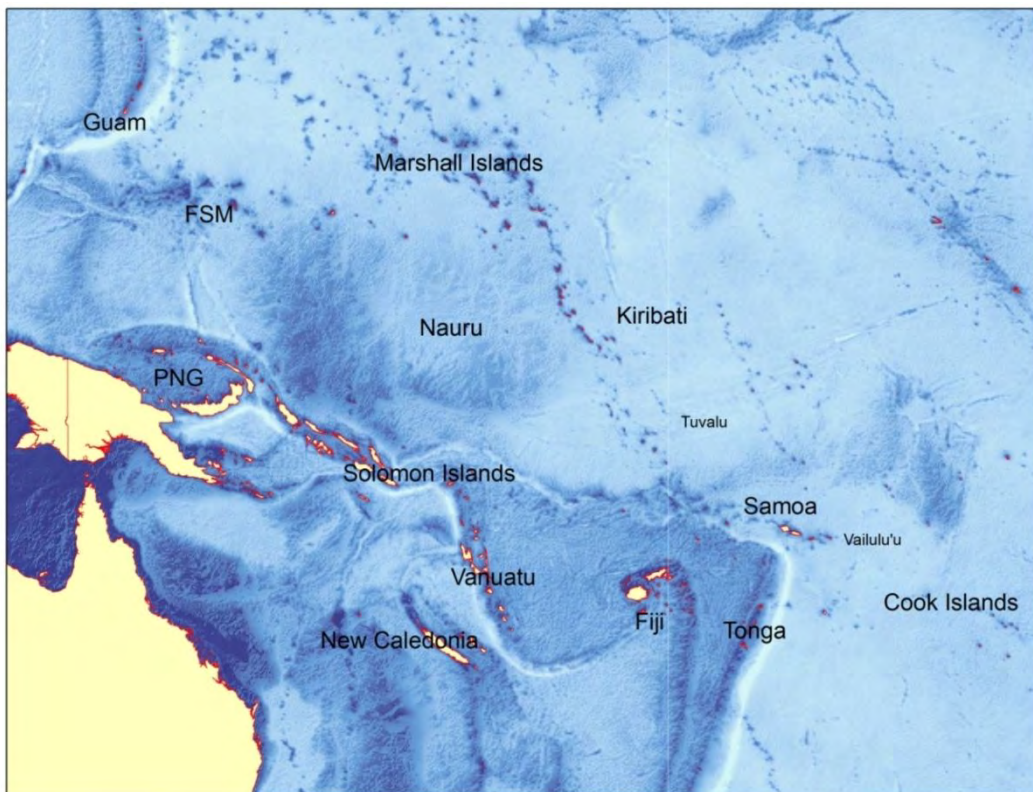 Guam
Marshall Islands
FSM
Nauru
Kiribati
PNG
Tuvalu
Solomon Islands
Samoa
Vailulu'u
Vanuatu
Cook Islands
Fiji
Tonga
New Caledonia